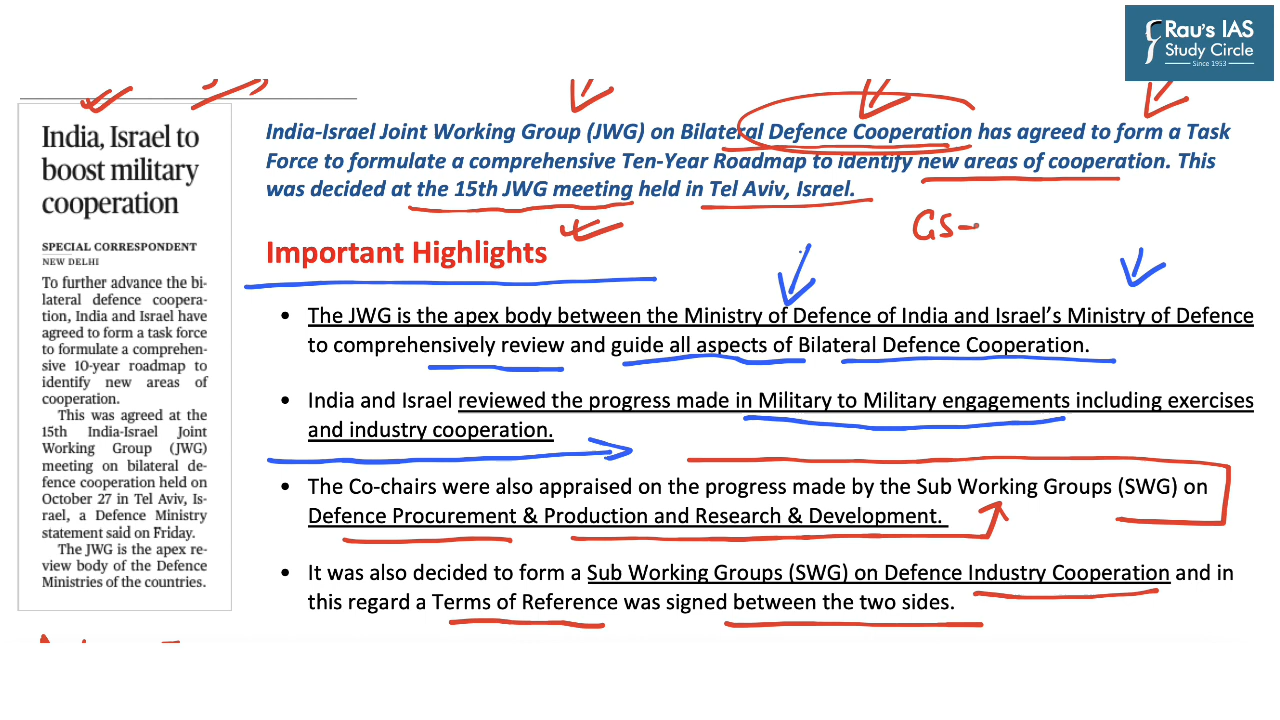 Rau's IAS
Study Circle
Since 1953
India, Israel to
boost military
cooperation
SPECIAL CORRESPONDENT
NEW DELHI
To further advance the bi-
lateral defence coopera-
tion, India and Israel have
agreed to form a task force
to formulate a comprehen-
sive 10-year roadmap to
identify new areas of
cooperation.
This was agreed at the
15th India-Israel Joint
Working Group (JWG)
meeting on bilateral de-
fence cooperation held on
October 27 in Tel Aviv, Is-
rael, a Defence Ministry
statement said on Friday.
The JWG is the apex re-
view body of the Defence
Ministries of the countries.
India-Israel Joint Working Group (JWG) on Bilateral Defence Cooperation has agreed to form a Task
Force to formulate a comprehensive Ten-Year Roadmap to identify new areas of cooperation. This
was decided at the 15th JWG meeting held in Tel Aviv, Israel.
GS-
Important Highlights
• The JWG is the apex body between the Ministry of Defence of India and Israel's Ministry of Defence
to comprehensively review and guide all aspects of Bilateral Defence Cooperation.
• India and Israel reviewed the progress made in Military to Military engagements including exercises
and industry cooperation.
• The Co-chairs were also appraised on the progress made by the Sub Working Groups (SWG) on
Defence Procurement & Production and Research & Development.
• It was also decided to form a Sub Working Groups (SWG) on Defence Industry Cooperation and in
this regard a Terms of Reference was signed between the two sides.